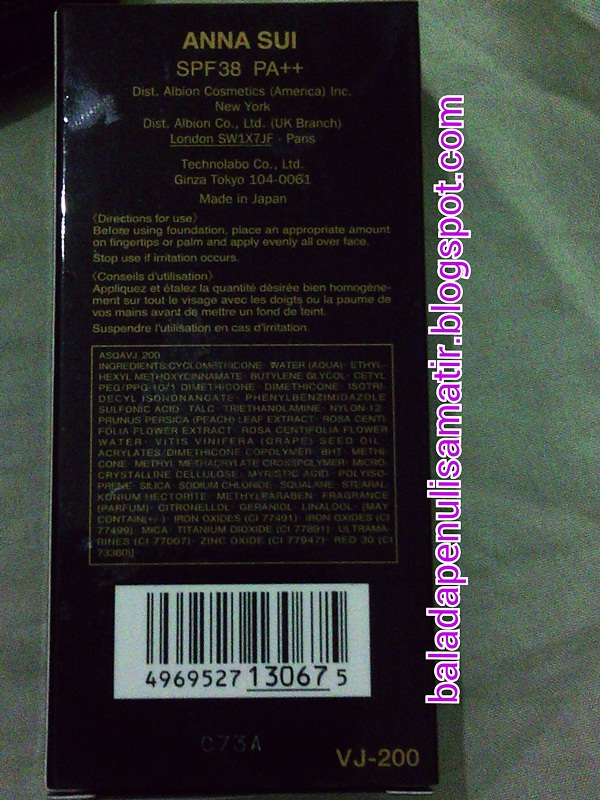 ANNA SUI
SPF38 PA++
Dist. Albion Cosmetics (America) Inc.
New York
Dist. Albion Co., Ltd. (UK Branch)
London SW1X7JF - Paris
Technolabo Co., Ltd.
Ginza Tokyo 104-0061
Made in Japan
〈Directions for use〉
Before using foundation, place an appropriate amount
on fingertips or palm and apply evenly all over face.
Stop use if irritation occurs.
〈Conseils d'utilisation〉
Appliquez et étalez la quantité désirée bien homogène-
ment sur tout le visage avec les doigts ou la paume de
vos mains avant de mettre un fond de teint.
Suspendre l'utilisation en cas d'irritation.
ASQAVJ 200
INGREDIENTS:CYCLOMETHICONE· WATER (AQUA)· ETHYL-
HEXYL METHOXYCINNAMATE· BUTYLENE GLYCOL· CETYL
PEG/PPG-10/1 DIMETHICONE· DIMETHICONE· ISOTRI-
DECYL ISONONANOATE· PHENYLBENZIMIDAZOLE
SULFONIC ACID· TALC· TRIETHANOLAMINE· NYLON-12·
PRUNUS PERSICA (PEACH) LEAF EXTRACT· ROSA CENTI-
FOLIA FLOWER EXTRACT· ROSA CENTIFOLIA FLOWER
WATER· VITIS VINIFERA (GRAPE) SEED OIL·
ACRYLATES/DIMETHICONE COPOLYMER· BHT· METHI-
CONE· METHYL METHACRYLATE CROSSPOLYMER· MICRO-
CRYSTALLINE CELLULOSE· MYRISTIC ACID· POLYISO-
PRENE· SILICA· SODIUM CHLORIDE· SQUALANE· STEARAL-
KONIUM HECTORITE· METHYLPARABEN· FRAGRANCE
(PARFUM)· CITRONELLOL· GERANIOL· LINALOOL· [MAY
CONTAIN(+/-)· IRON OXIDES (CI 77491)· IRON OXIDES (CI
77499)· MICA· TITANIUM DIOXIDE (CI 77891)· ULTRAMA-
RINES (CI 77007)· ZINC OXIDE (CI 77947)· RED 30 (CI
73360)]
4969527130675
C73A
VJ-200
baladapenulisamatir.blogspot.com